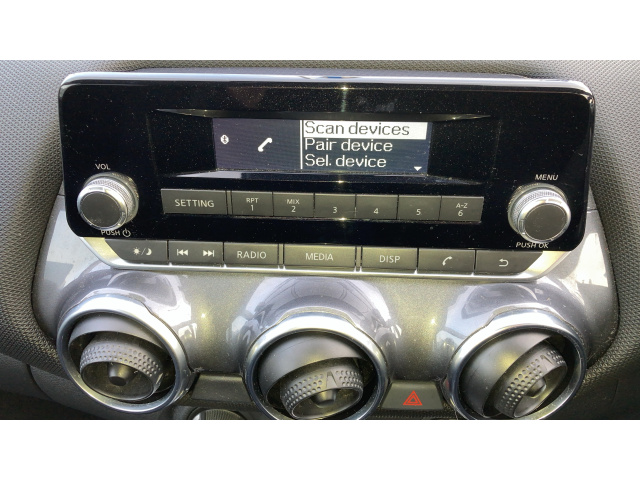 Scan devices
Pair device
Sel. device
VOL
MENU
SETTING
RPT
1
MIX
2
3
4
5
A-Z
6
PUSH
PUSH OK
RADIO
MEDIA
DISP